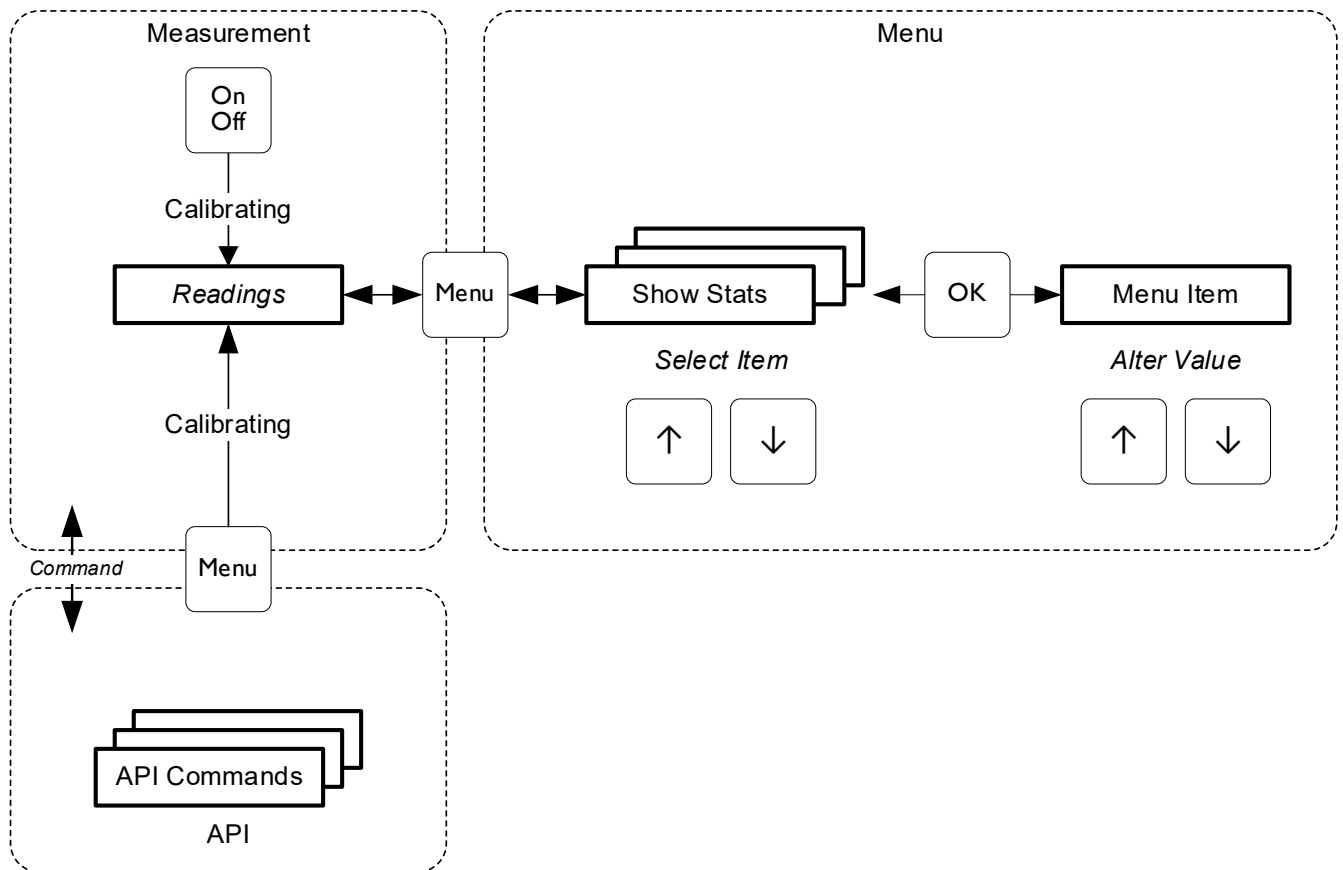 Measurement
On
Off
Calibrating
Readings
Calibrating
Menu
Menu
Show Stats
Select Item
↑ ↓
OK
Menu Item
Alter Value
↑ ↓
Command
Menu
API Commands
API